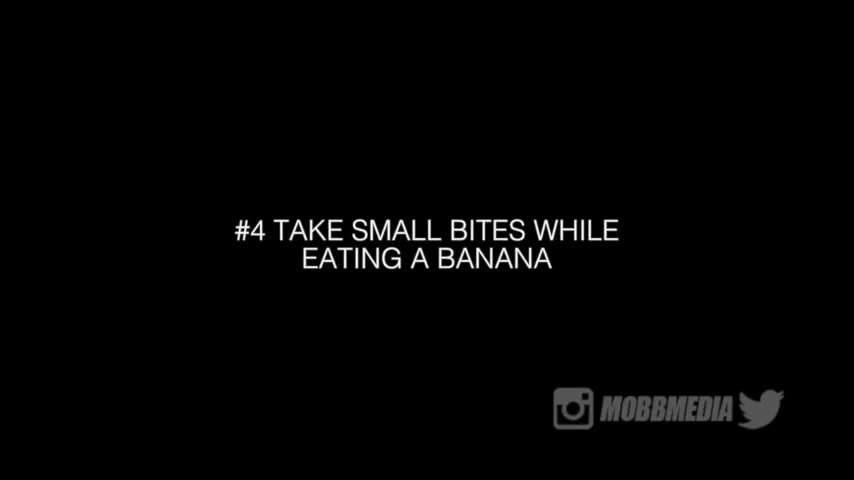 #4 TAKE SMALL BITES WHILE
EATING A BANANA
MOBBMEDIA